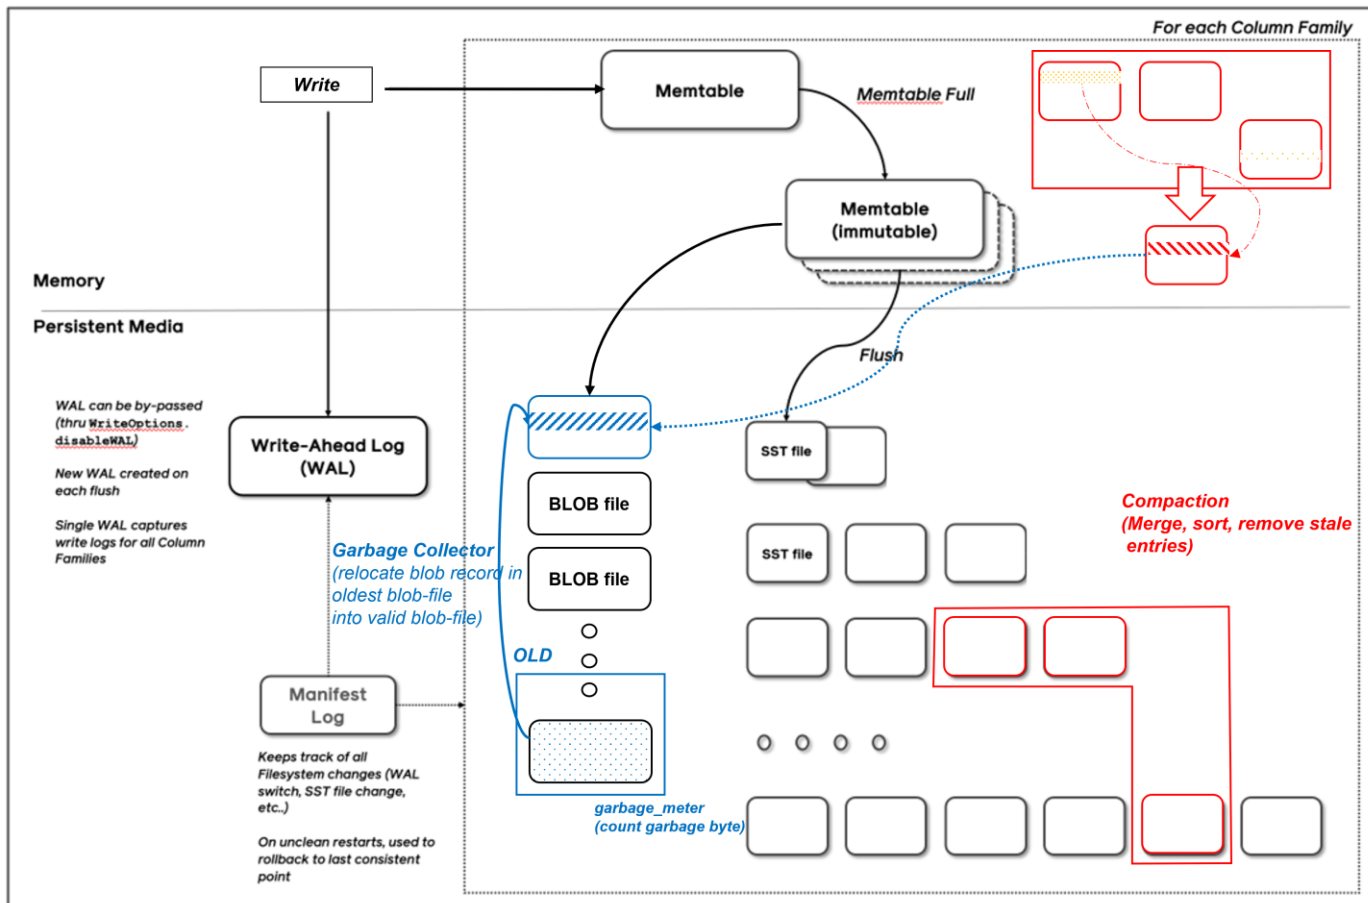 For each Column Family
Write
Memtable
Memtable Full
Memtable
(immutable)
Memory
Persistent Media
Flush
WAL can be by-passed
(thru WriteOptions.
disableWAL)
New WAL created on
each flush
Single WAL captures
write logs for all Column
Families
Write-Ahead Log
(WAL)
SST file
BLOB file
SST file
BLOB file
Compaction
(Merge, sort, remove stale
entries)
Garbage Collector
(relocate blob record in
oldest blob-file
into valid blob-file)
OLD
Manifest
Log
Keeps track of all
Filesystem changes (WAL
switch, SST file change,
etc..)
On unclean restarts, used to
rollback to last consistent
point
garbage_meter
(count garbage byte)